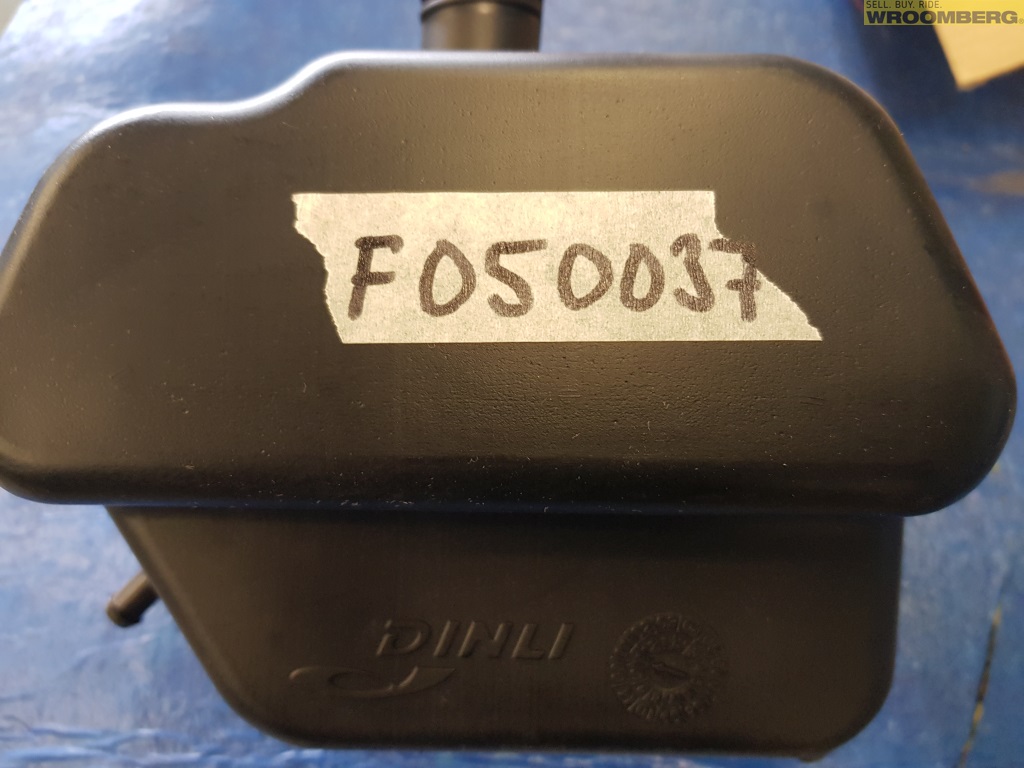 SELL. BUY. RIDE.
WROOMBERG
F050037
DINLI